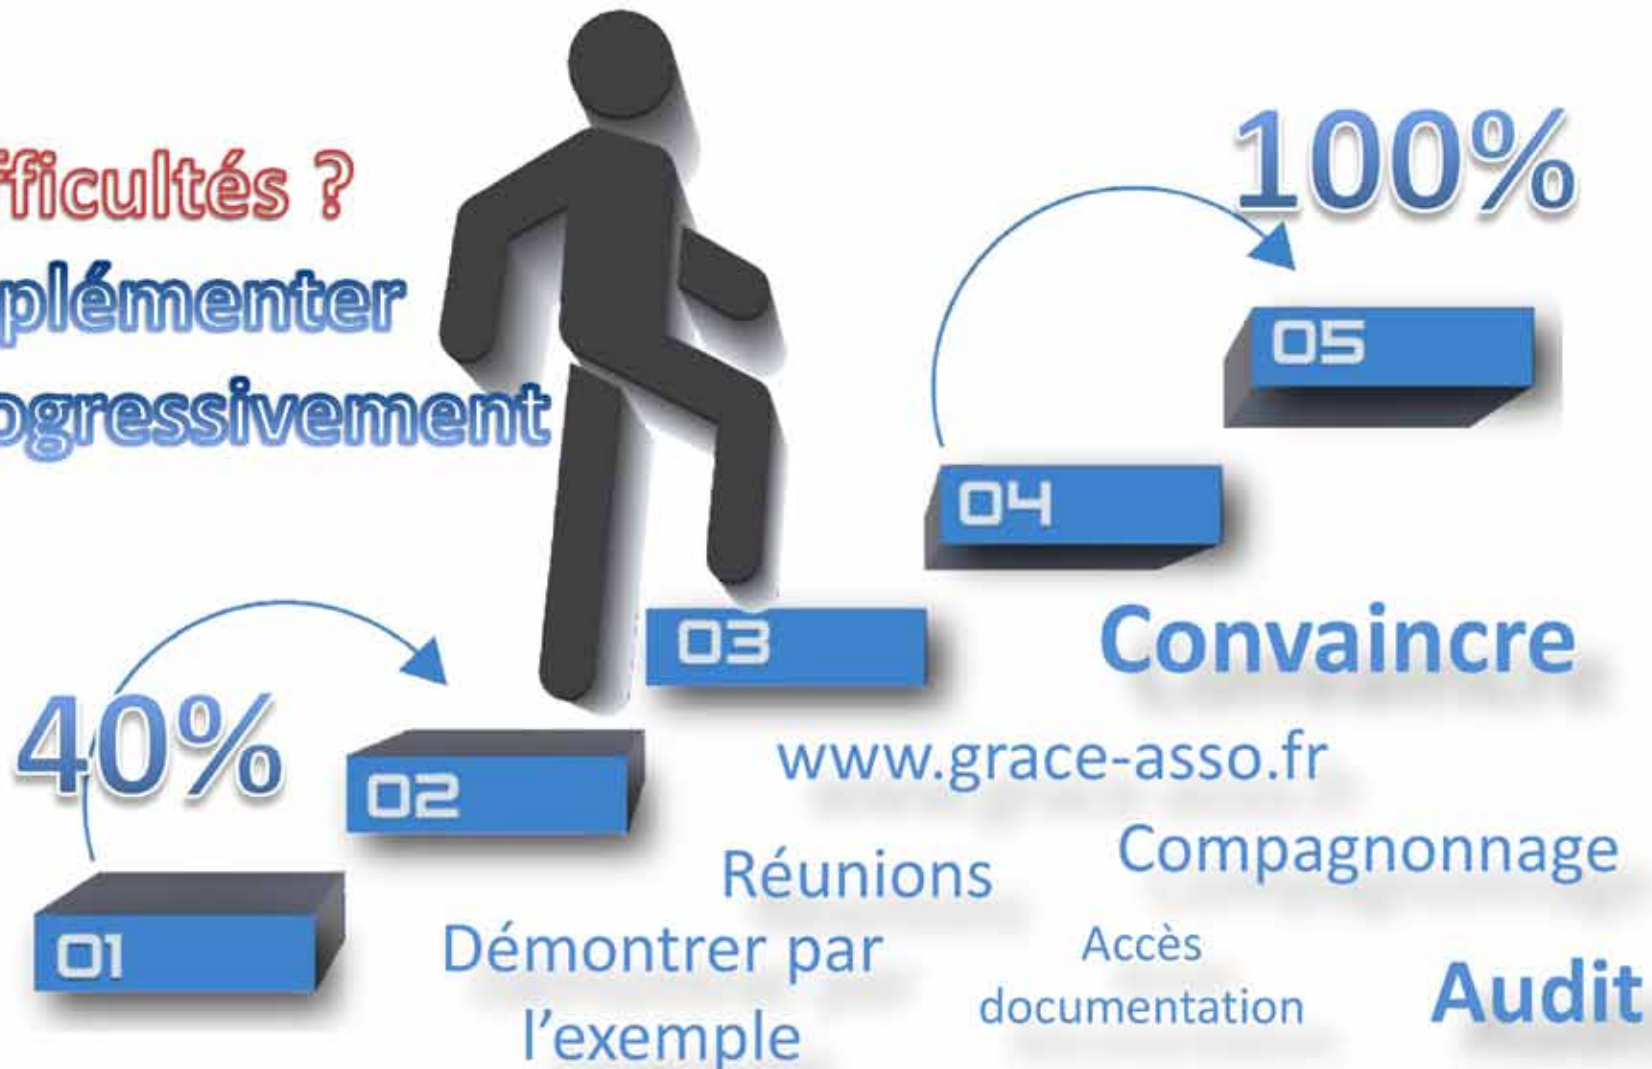 fficultés ?
plémenter
ogressivement
100%
05
04
03
40%
02
01
Convaincre
www.grace-asso.fr
Réunions
Compagnonnage
Démontrer par
l'exemple
Accès
documentation
Audit